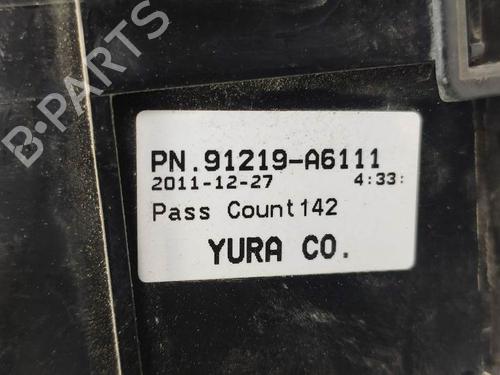 B-PARTS
PN.91219-A6111
2011-12-27 4:33:
Pass Count142
YURA CO.